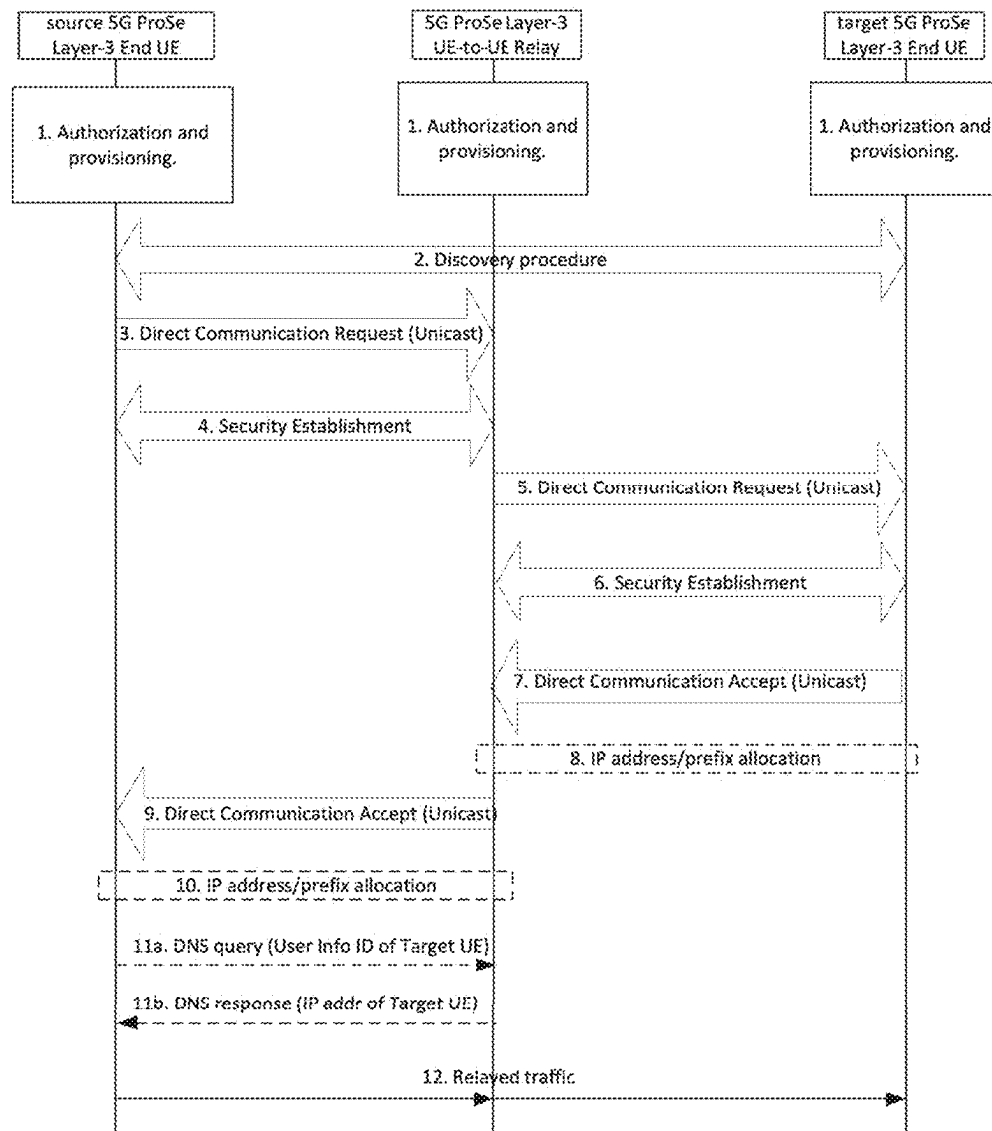 source 5G ProSe
Layer-3 End UE
5G ProSe Layer-3
UE-to-UE Relay
target 5G ProSe
Layer-3 End UE
1. Authorization and
provisioning.
1. Authorization and
provisioning.
1. Authorization and
provisioning.
2. Discovery procedure
3. Direct Communication Request (Unicast)
4. Security Establishment
5. Direct Communication Request (Unicast)
6. Security Establishment
7. Direct Communication Accept (Unicast)
8. IP address/prefix allocation
9. Direct Communication Accept (Unicast)
10. IP address/prefix allocation
11a. DNS query (User Info ID of Target UE)
11b. DNS response (IP addr of Target UE)
12. Relayed traffic